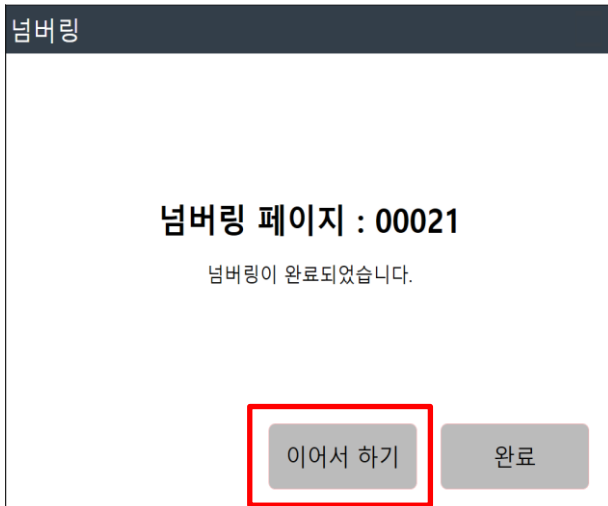 넘버링
넘버링 페이지 : 00021
넘버링이 완료되었습니다.
이어서 하기
완료